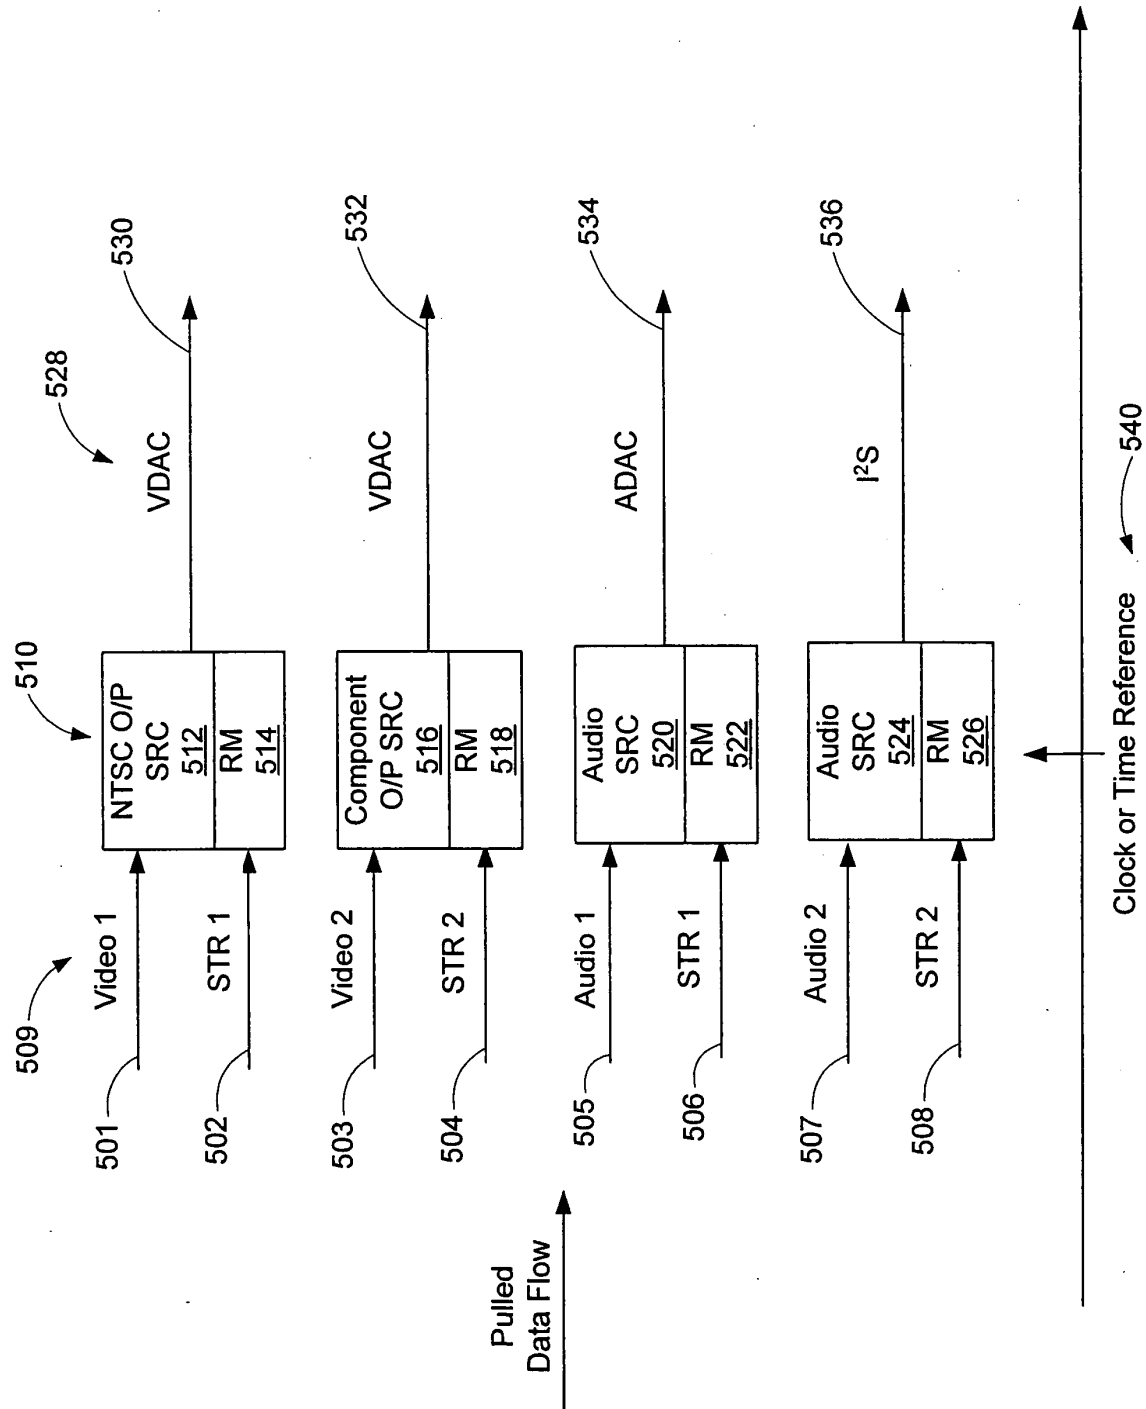 509
Video 1
501
STR 1
502
510
NTSC O/P
SRC
512
RM
514
528
VDAC
530
Video 2
503
STR 2
504
Component
O/P SRC
516
RM
518
VDAC
532
Pulled
Data Flow
Audio 1
505
STR 1
506
Audio
SRC
520
RM
522
ADAC
534
Audio 2
507
STR 2
508
Audio
SRC
524
RM
526
I²S
536
Clock or Time Reference
540